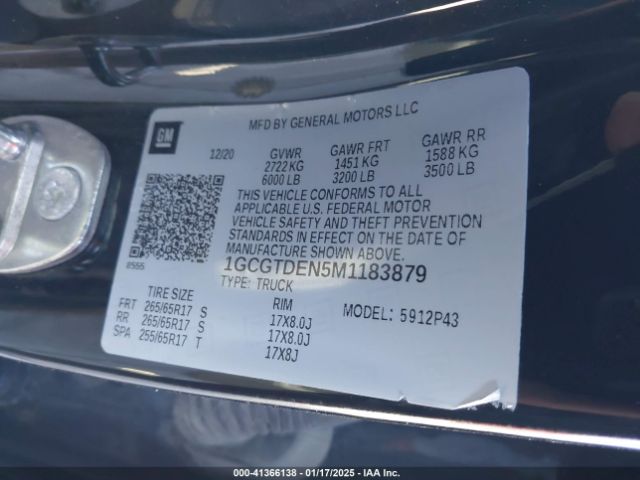 GM
MFD BY GENERAL MOTORS LLC
12/20 GVWR GAWR FRT GAWR RR
2722 KG 1451 KG 1588 KG
6000 LB 3200 LB 3500 LB
THIS VEHICLE CONFORMS TO ALL
APPLICABLE U.S. FEDERAL MOTOR
VEHICLE SAFETY AND THEFT PREVENTION
STANDARDS IN EFFECT ON THE DATE OF
MANUFACTURE SHOWN ABOVE.
1GCGTDEN5M1183879
TYPE: TRUCK
TIRE SIZE RIM
FRT 265/65R17 S 17X8.0J MODEL: 5912P43
RR 265/65R17 S 17X8.0J
SPA 255/65R17 T 17X8J
000-41366138 - 01/17/2025 - IAA Inc.